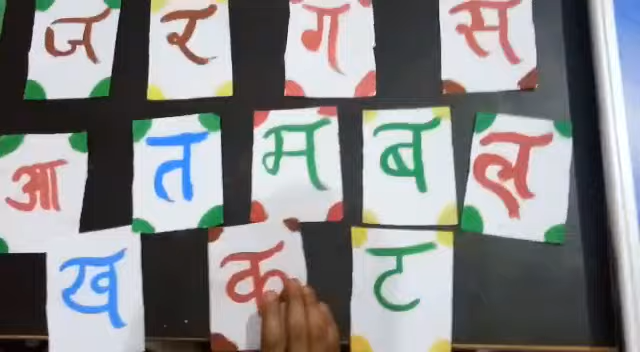 ज र ग स
आ त म ब ल
ख क ट